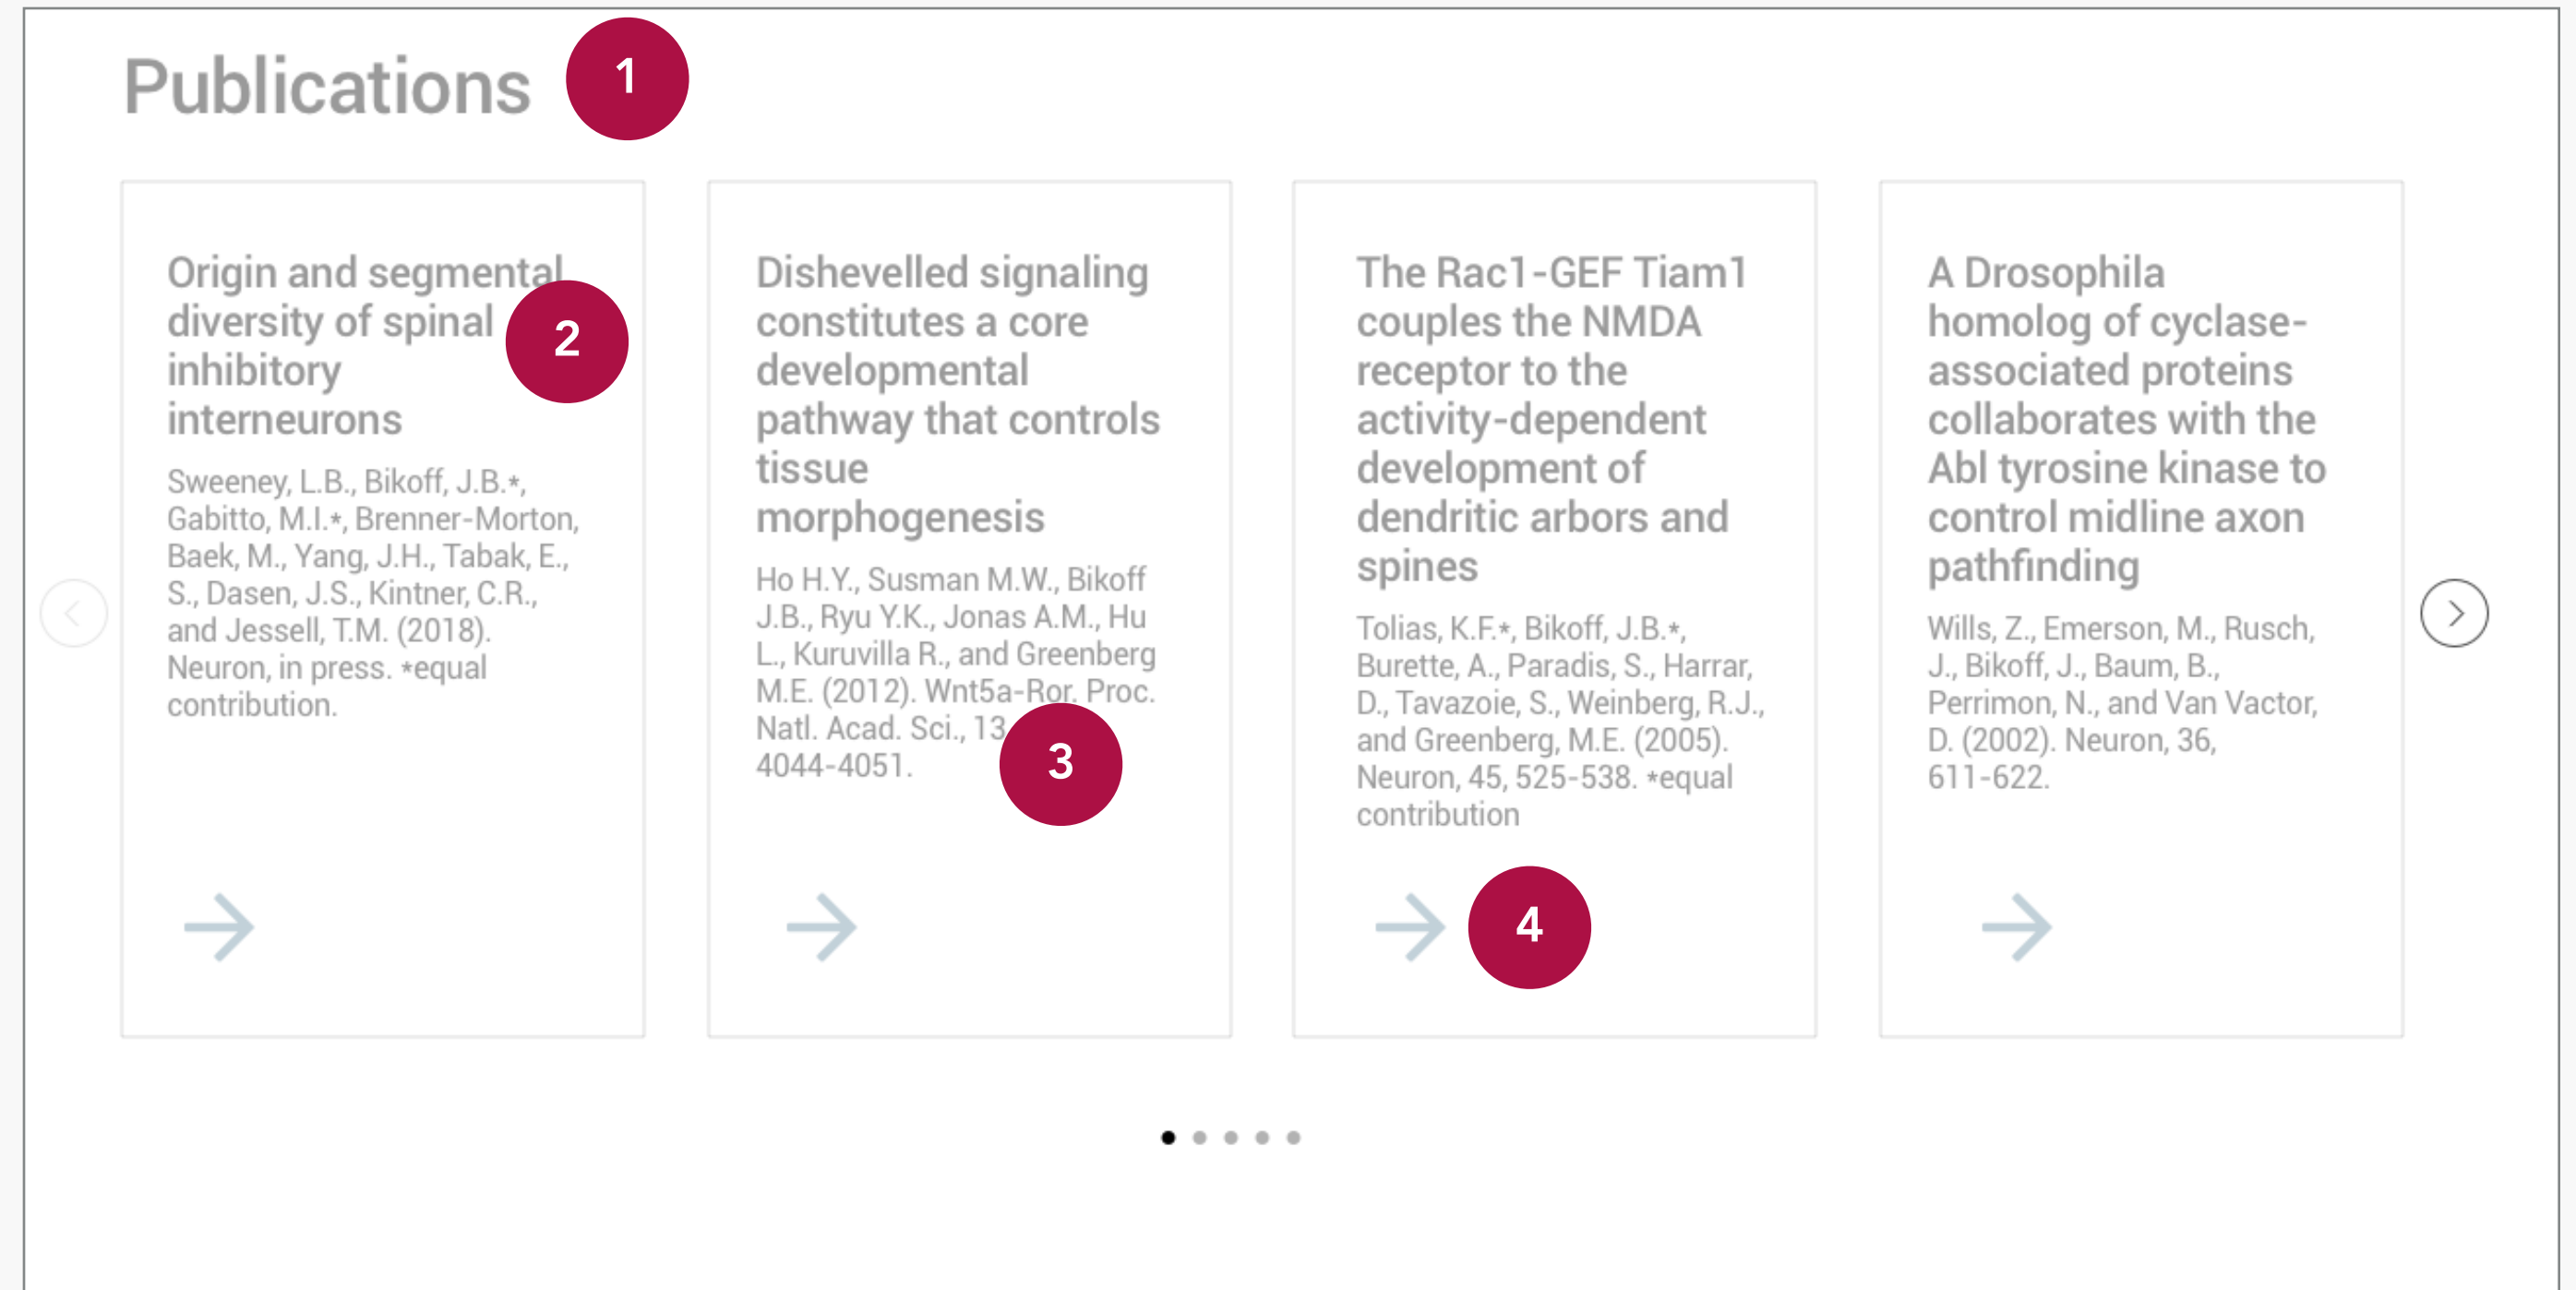 Publications
1
Origin and segmental
diversity of spinal
inhibitory
interneurons
2
Sweeney, L.B., Bikoff, J.B.*,
Gabitto, M.I.*, Brenner-Morton,
Baek, M., Yang, J.H., Tabak, E.,
S., Dasen, J.S., Kintner, C.R.,
and Jessell, T.M. (2018).
Neuron, in press. *equal
contribution.
Dishevelled signaling
constitutes a core
developmental
pathway that controls
tissue
morphogenesis
Ho H.Y., Susman M.W., Bikoff
J.B., Ryu Y.K., Jonas A.M., Hu
L., Kuruvilla R., and Greenberg
M.E. (2012). Wnt5a-Ror. Proc.
Natl. Acad. Sci., 13
4044-4051.
3
The Rac1-GEF Tiam1
couples the NMDA
receptor to the
activity-dependent
development of
dendritic arbors and
spines
Tolias, K.F.*, Bikoff, J.B.*,
Burette, A., Paradis, S., Harrar,
D., Tavazoie, S., Weinberg, R.J.,
and Greenberg, M.E. (2005).
Neuron, 45, 525-538. *equal
contribution
4
A Drosophila
homolog of cyclase-
associated proteins
collaborates with the
Abl tyrosine kinase to
control midline axon
pathfinding
Wills, Z., Emerson, M., Rusch,
J., Bikoff, J., Baum, B.,
Perrimon, N., and Van Vactor,
D. (2002). Neuron, 36,
611-622.